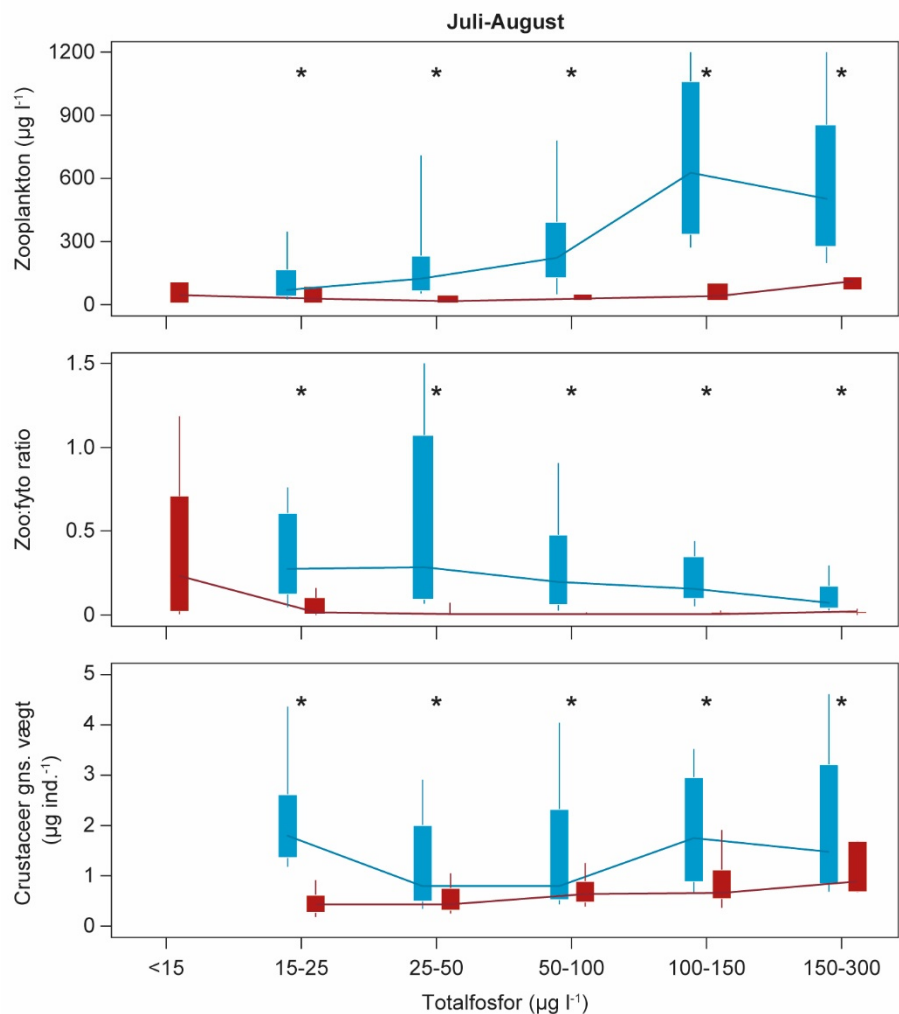 Juli-August
Zooplankton (µg l⁻¹)
1200
900
600
300
0
* * * * *
Zoo:fyto ratio
1.5
1.0
0.5
0
* * * * *
Crustaceer gns. vægt
(µg ind.⁻¹)
5
4
3
2
1
0
* * * * *
<15 15-25 25-50 50-100 100-150 150-300
Totalfosfor (µg l⁻¹)